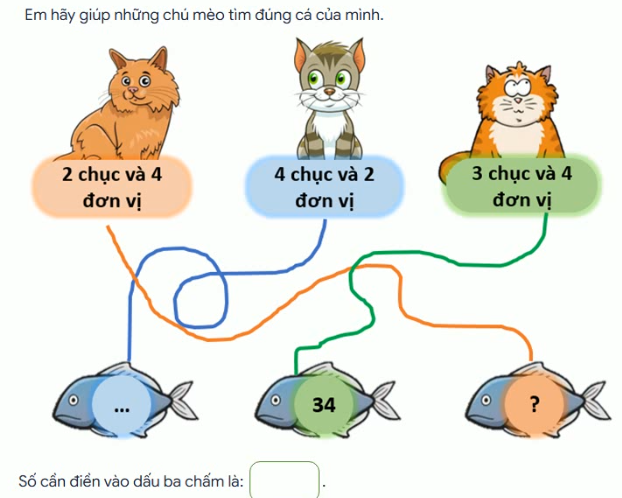 Em hãy giúp những chú mèo tìm đúng cá của mình.
2 chục và 4
đơn vị
4 chục và 2
đơn vị
3 chục và 4
đơn vị
...
34
?
Số cần điền vào dấu ba chấm là: .